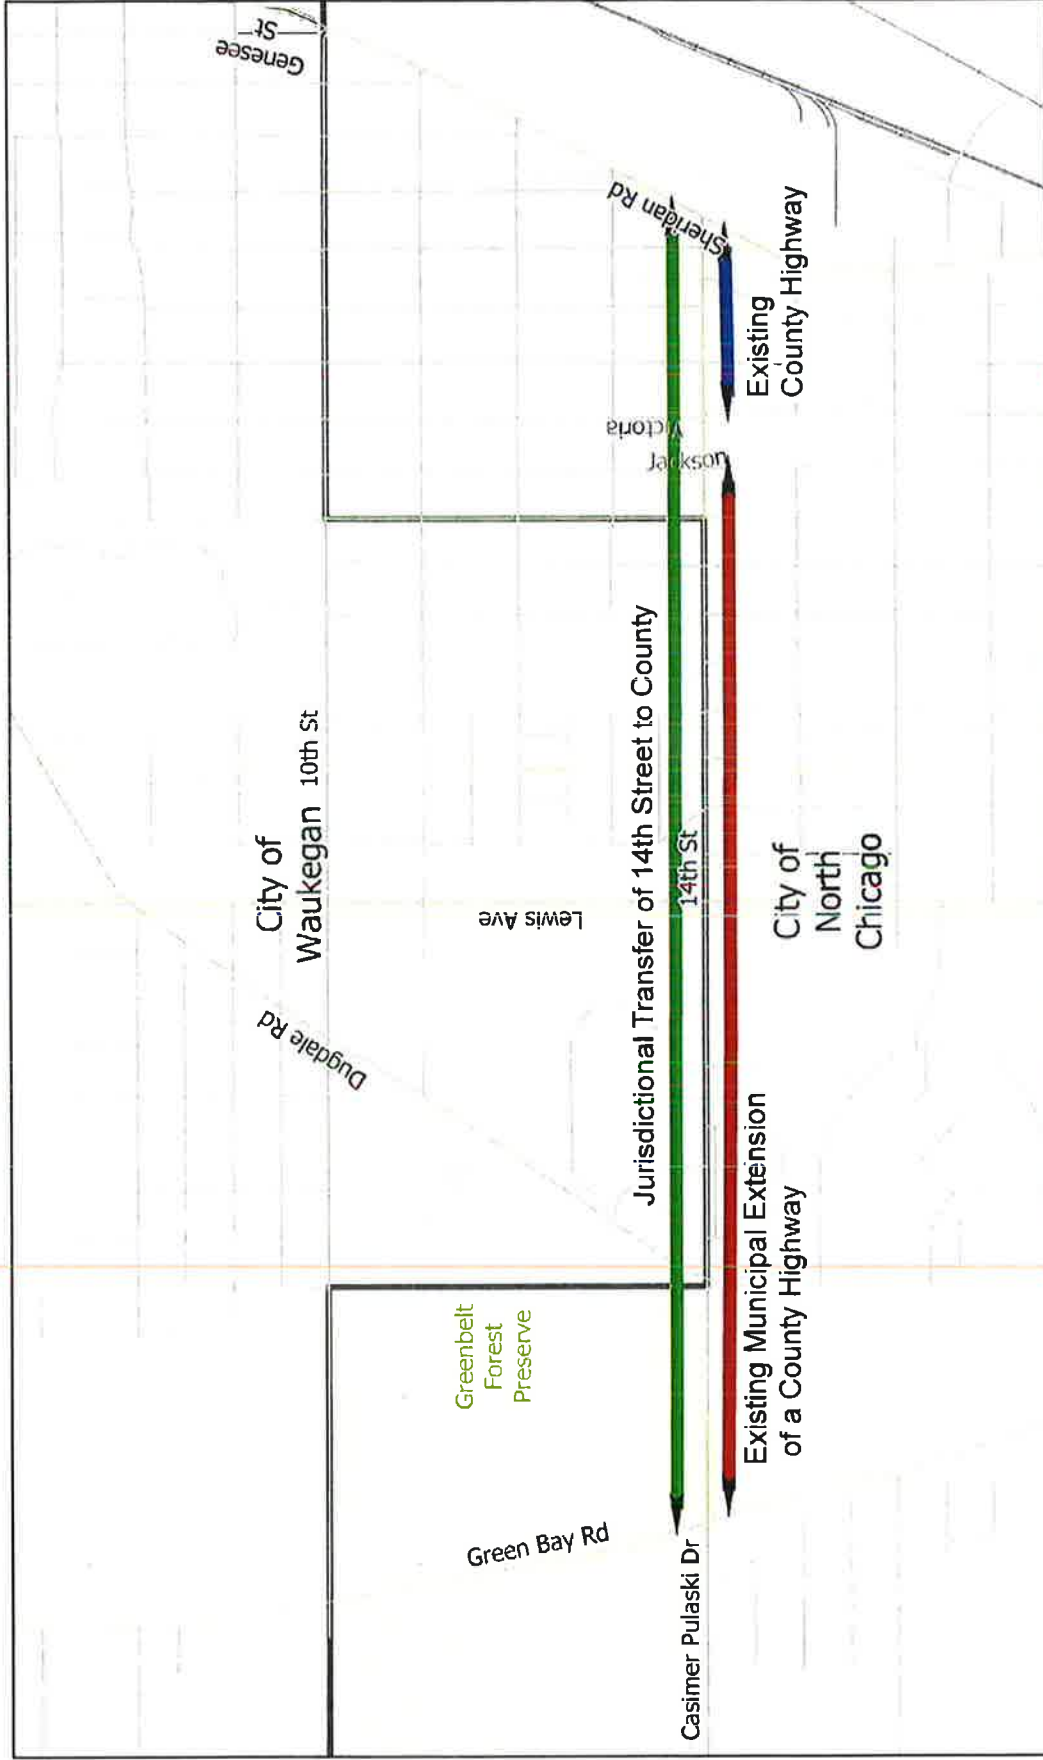 Genesee
St
City of
Waukegan
10th St
Dugdale Rd
Lewis Ave
Sheridan Rd
Victoria
Jackson
Greenbelt
Forest
Preserve
Green Bay Rd
Jurisdictional Transfer of 14th Street to County
14th St
Casimer Pulaski Dr
Existing Municipal Extension
of a County Highway
City of
North
Chicago
Existing
County Highway